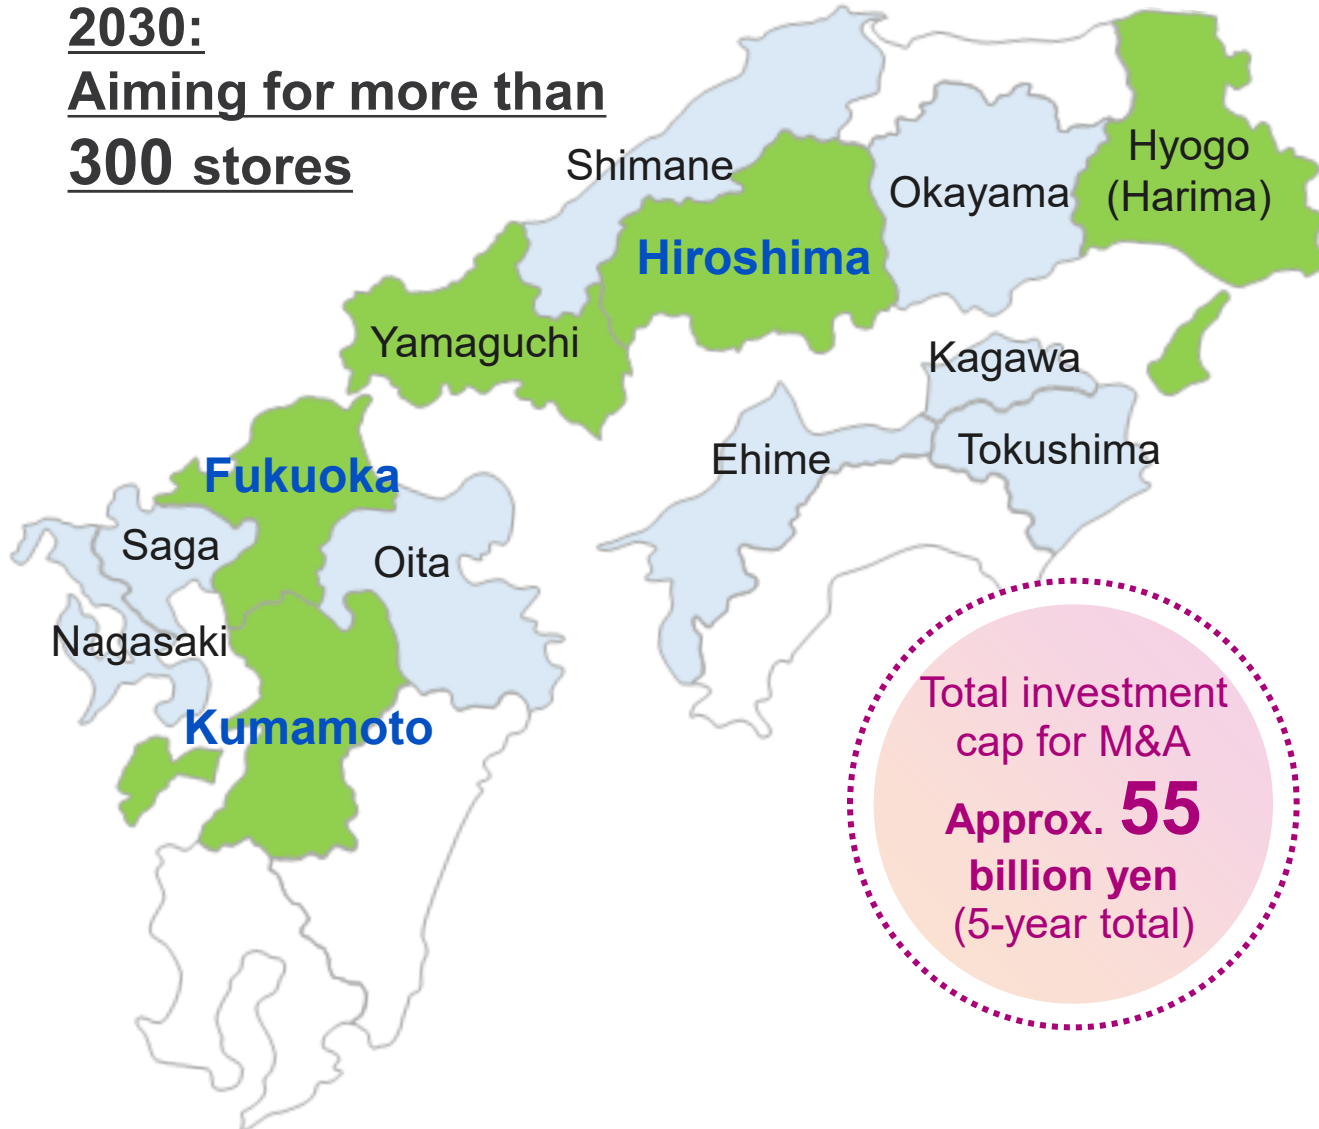 2030:
Aiming for more than
300 stores
Shimane
Hiroshima
Okayama
Hyogo
(Harima)
Yamaguchi
Kagawa
Tokushima
Ehime
Fukuoka
Saga
Oita
Nagasaki
Kumamoto
Total investment
cap for M&A
Approx. 55
billion yen
(5-year total)